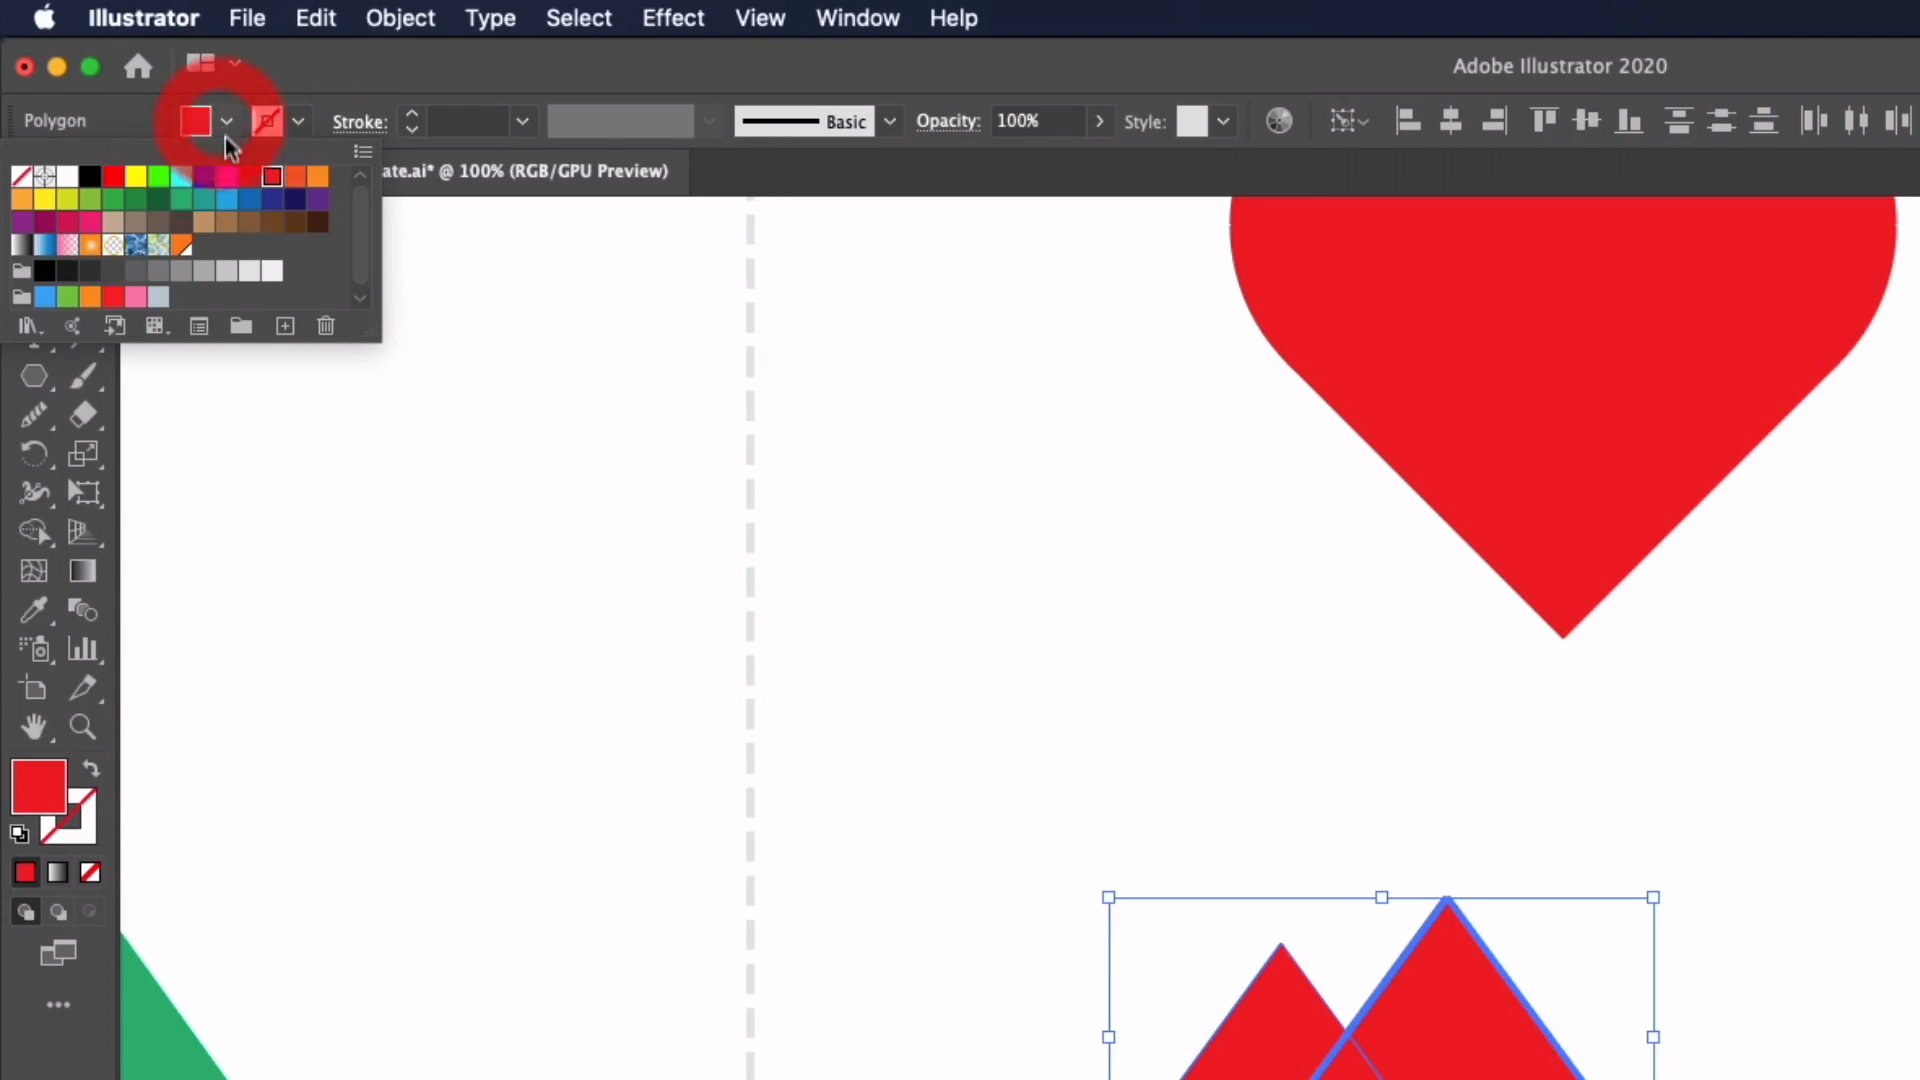 Illustrator File Edit Object Type Select Effect View Window Help
Adobe Illustrator 2020
Polygon Stroke: Basic Opacity: 100% Style:
ate.ai* @ 100% (RGB/GPU Preview)